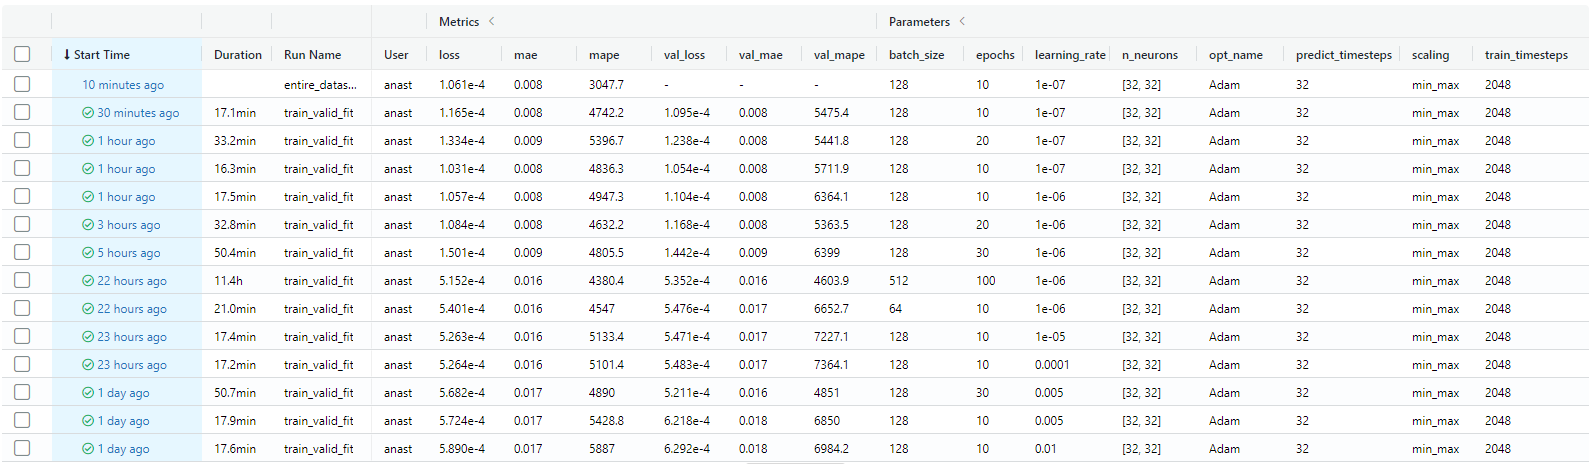 Metrics Parameters
Start Time Duration Run Name User loss mae mape val_loss val_mae val_mape batch_size epochs learning_rate n_neurons opt_name predict_timesteps scaling train_timesteps
10 minutes ago entire_datas... anast 1.061e-4 0.008 3047.7 - - - 128 10 1e-07 [32, 32] Adam 32 min_max 2048
30 minutes ago 17.1min train_valid_fit anast 1.165e-4 0.008 4742.2 1.095e-4 0.008 5475.4 128 10 1e-07 [32, 32] Adam 32 min_max 2048
1 hour ago 33.2min train_valid_fit anast 1.334e-4 0.009 5396.7 1.238e-4 0.008 5441.8 128 20 1e-07 [32, 32] Adam 32 min_max 2048
1 hour ago 16.3min train_valid_fit anast 1.031e-4 0.008 4836.3 1.054e-4 0.008 5711.9 128 10 1e-07 [32, 32] Adam 32 min_max 2048
1 hour ago 17.5min train_valid_fit anast 1.057e-4 0.008 4947.3 1.104e-4 0.008 6364.1 128 10 1e-06 [32, 32] Adam 32 min_max 2048
3 hours ago 32.8min train_valid_fit anast 1.084e-4 0.008 4632.2 1.168e-4 0.008 5363.5 128 20 1e-06 [32, 32] Adam 32 min_max 2048
5 hours ago 50.4min train_valid_fit anast 1.501e-4 0.009 4805.5 1.442e-4 0.009 6399 128 30 1e-06 [32, 32] Adam 32 min_max 2048
22 hours ago 11.4h train_valid_fit anast 5.152e-4 0.016 4380.4 5.352e-4 0.016 4603.9 512 100 1e-06 [32, 32] Adam 32 min_max 2048
22 hours ago 21.0min train_valid_fit anast 5.401e-4 0.016 4547 5.476e-4 0.017 6652.7 64 10 1e-06 [32, 32] Adam 32 min_max 2048
23 hours ago 17.4min train_valid_fit anast 5.263e-4 0.016 5133.4 5.471e-4 0.017 7227.1 128 10 1e-05 [32, 32] Adam 32 min_max 2048
23 hours ago 17.2min train_valid_fit anast 5.264e-4 0.016 5101.4 5.483e-4 0.017 7364.1 128 10 0.0001 [32, 32] Adam 32 min_max 2048
1 day ago 50.7min train_valid_fit anast 5.682e-4 0.017 4890 5.211e-4 0.016 4851 128 30 0.005 [32, 32] Adam 32 min_max 2048
1 day ago 17.9min train_valid_fit anast 5.724e-4 0.017 5428.8 6.218e-4 0.018 6850 128 10 0.005 [32, 32] Adam 32 min_max 2048
1 day ago 17.6min train_valid_fit anast 5.890e-4 0.017 5887 6.292e-4 0.018 6984.2 128 10 0.01 [32, 32] Adam 32 min_max 2048